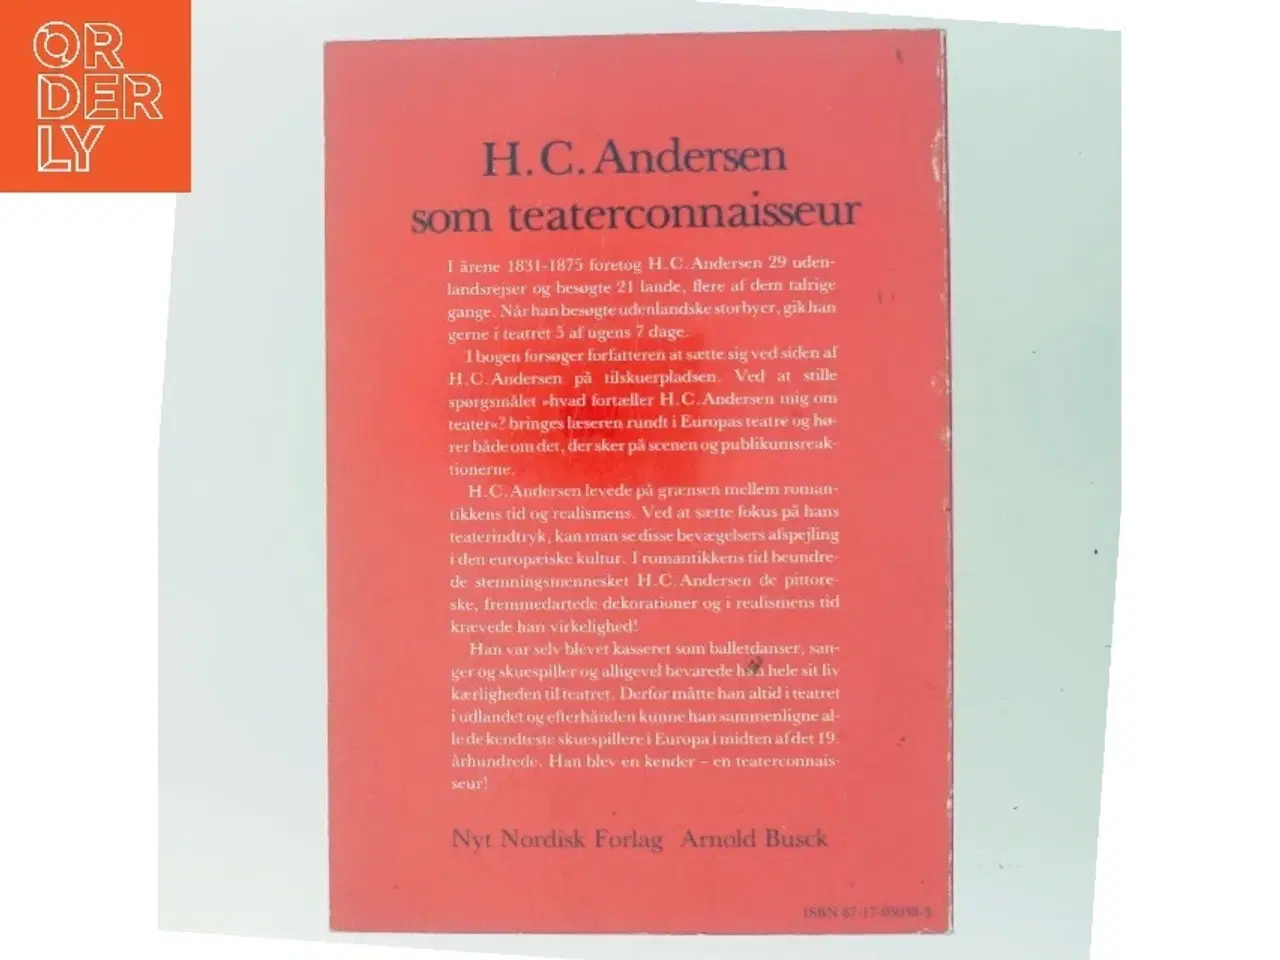 OR
DER
LY
H.C. Andersen
som teaterconnaisseur
I årene 1831-1875 foretog H.C. Andersen 29 uden-
landsrejser og besøgte 21 lande, flere af dem talrige
gange. Når han besøgte udenlandske storbyer, gik han
gerne i teatret 5 af ugens 7 dage.
I bogen forsøger forfatteren at sætte sig ved siden af
H.C. Andersen på tilskuerpladsen. Ved at stille
spørgsmålet »hvad fortæller H.C. Andersen mig om
teater«? bringes læseren rundt i Europas teatre og hø-
rer både om det, der sker på scenen og publikumsreak-
tionerne.
H.C. Andersen levede på grænsen mellem roman-
tikkens tid og realismens. Ved at sætte fokus på hans
teaterindtryk, kan man se disse bevægelsers afspejling
i den europæiske kultur. I romantikkens tid beundre-
de stemningsmennesket H.C. Andersen de pittore-
ske, fremmedartede dekorationer og i realismens tid
krævede han virkelighed!
Han var selv blevet kasseret som balletdanser, san-
ger og skuespiller og alligevel bevarede han hele sit liv
kærligheden til teatret. Derfor måtte han altid i teatret
i udlandet og efterhånden kunne han sammenligne al-
le de kendteste skuespillere i Europa i midten af det 19.
århundrede. Han blev en kender – en teaterconnais-
seur!
Nyt Nordisk Forlag Arnold Busck
ISBN 87-17-05038-5